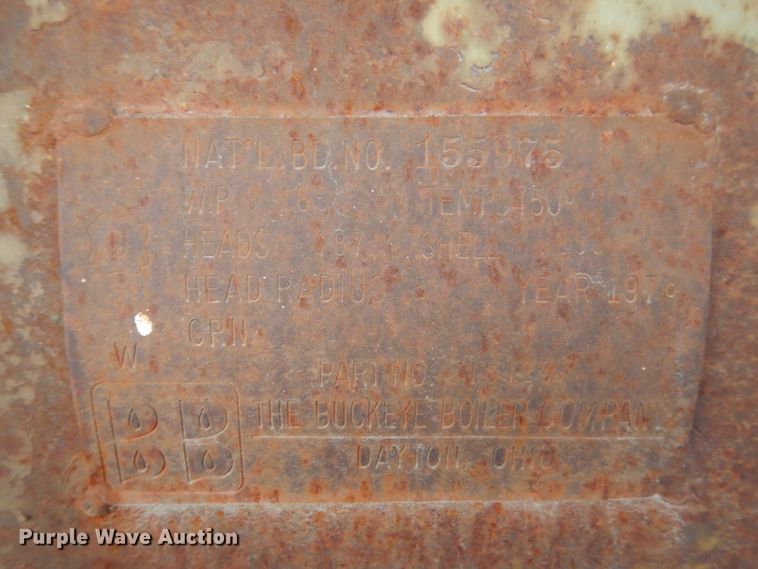 NAT'L. BD. NO. 155975
W.P. TEMP. 450°
U HEADS SHELL
HEAD RADIUS YEAR 197
CRN
W
PART NO.
BB THE BUCKEYE BOILER COMPANY
DAYTON, OHIO
Purple Wave Auction